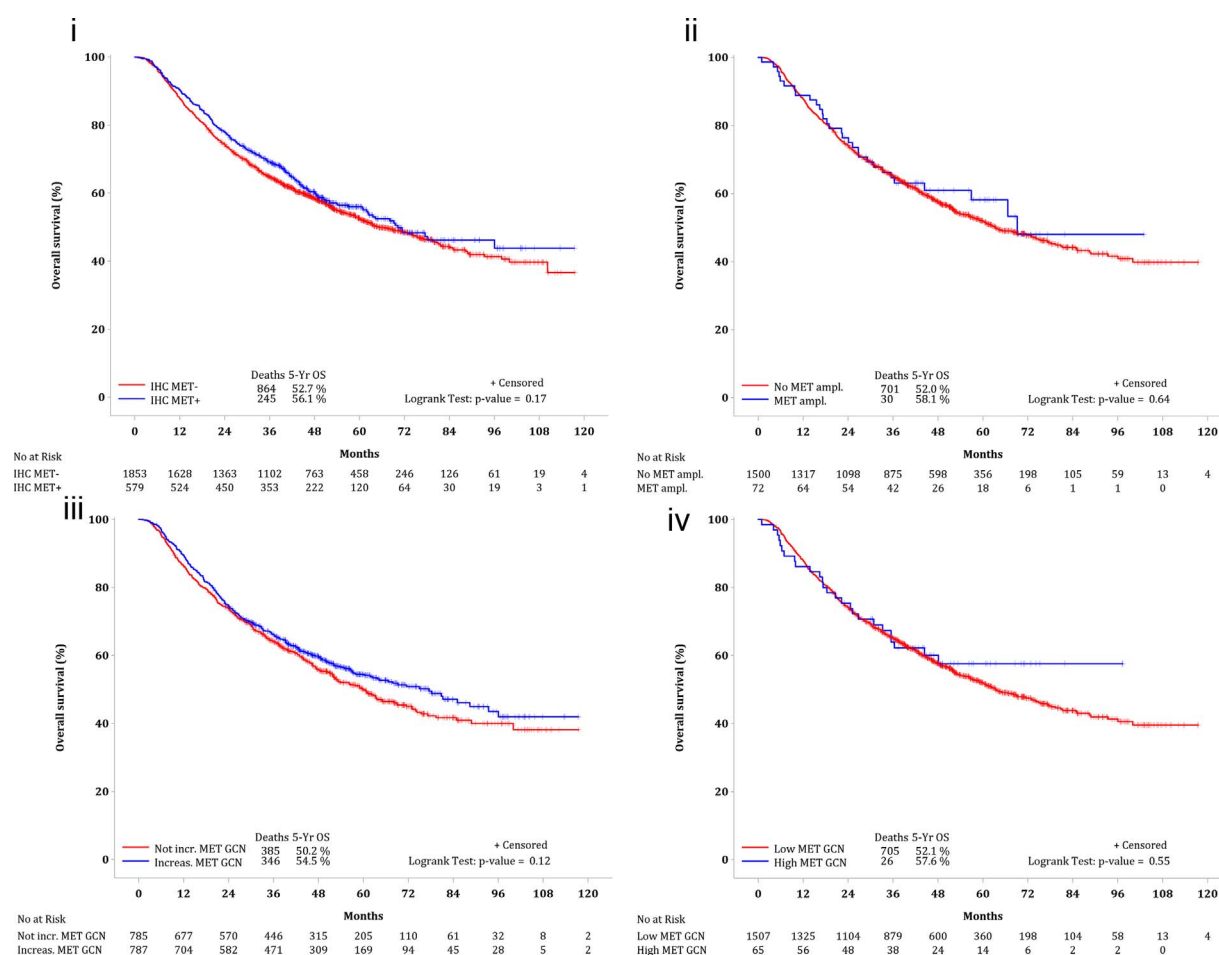 i
100
80
60
40
20
0
Overall survival (%)
Deaths 5-Yr OS
IHC MET- 864 52.7 %
IHC MET+ 245 56.1 %
+ Censored
Logrank Test: p-value = 0.17
0 12 24 36 48 60 72 84 96 108 120
Months
No at Risk
IHC MET- 1853 1628 1363 1102 763 458 246 126 61 19 4
IHC MET+ 579 524 450 353 222 120 64 30 19 3 1
ii
100
80
60
40
20
0
Overall survival (%)
Deaths 5-Yr OS
No MET ampl. 701 52.0 %
MET ampl. 30 58.1 %
+ Censored
Logrank Test: p-value = 0.64
0 12 24 36 48 60 72 84 96 108 120
Months
No at Risk
No MET ampl. 1500 1317 1098 875 598 356 198 105 59 13 4
MET ampl. 72 64 54 42 26 18 6 1 1 0
iii
100
80
60
40
20
0
Overall survival (%)
Deaths 5-Yr OS
Not incr. MET GCN 385 50.2 %
Increas. MET GCN 346 54.5 %
+ Censored
Logrank Test: p-value = 0.12
0 12 24 36 48 60 72 84 96 108 120
Months
No at Risk
Not incr. MET GCN 785 677 570 446 315 205 110 61 32 8 2
Increas. MET GCN 787 704 582 471 309 169 94 45 28 5 2
iv
100
80
60
40
20
0
Overall survival (%)
Deaths 5-Yr OS
Low MET GCN 705 52.1 %
High MET GCN 26 57.6 %
+ Censored
Logrank Test: p-value = 0.55
0 12 24 36 48 60 72 84 96 108 120
Months
No at Risk
Low MET GCN 1507 1325 1104 879 600 360 198 104 58 13 4
High MET GCN 65 56 48 38 24 14 6 2 2 0